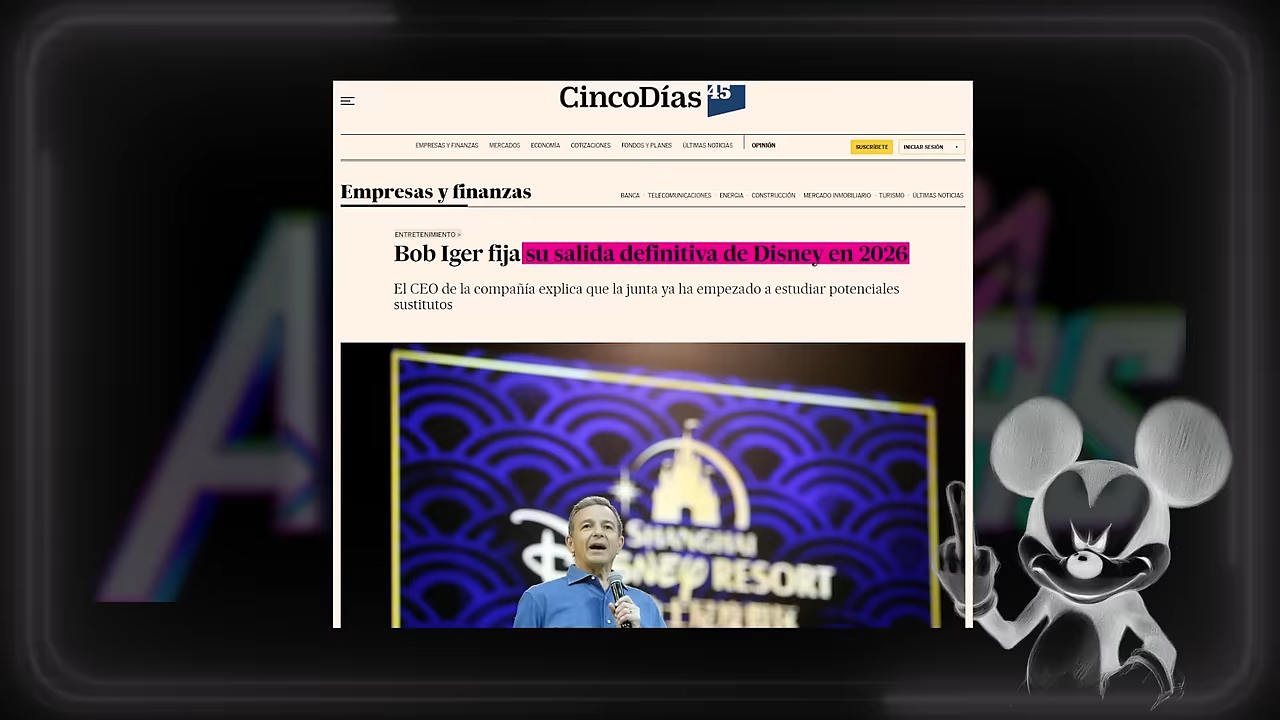 CincoDías 45
EMPRESAS Y FINANZAS MERCADOS ECONOMÍA COTIZACIONES FONDOS Y PLANES ÚLTIMAS NOTICIAS OPINIÓN SUSCRÍBETE INICIAR SESIÓN
Empresas y finanzas
BANCA · TELECOMUNICACIONES · ENERGIA · CONSTRUCCIÓN · MERCADO INMOBILIARIO · TURISMO · ÚLTIMAS NOTICIAS
ENTRETENIMIENTO >
Bob Iger fija su salida definitiva de Disney en 2026
El CEO de la compañía explica que la junta ya ha empezado a estudiar potenciales
sustitutos
SHANGHAI
DISNEY RESORT